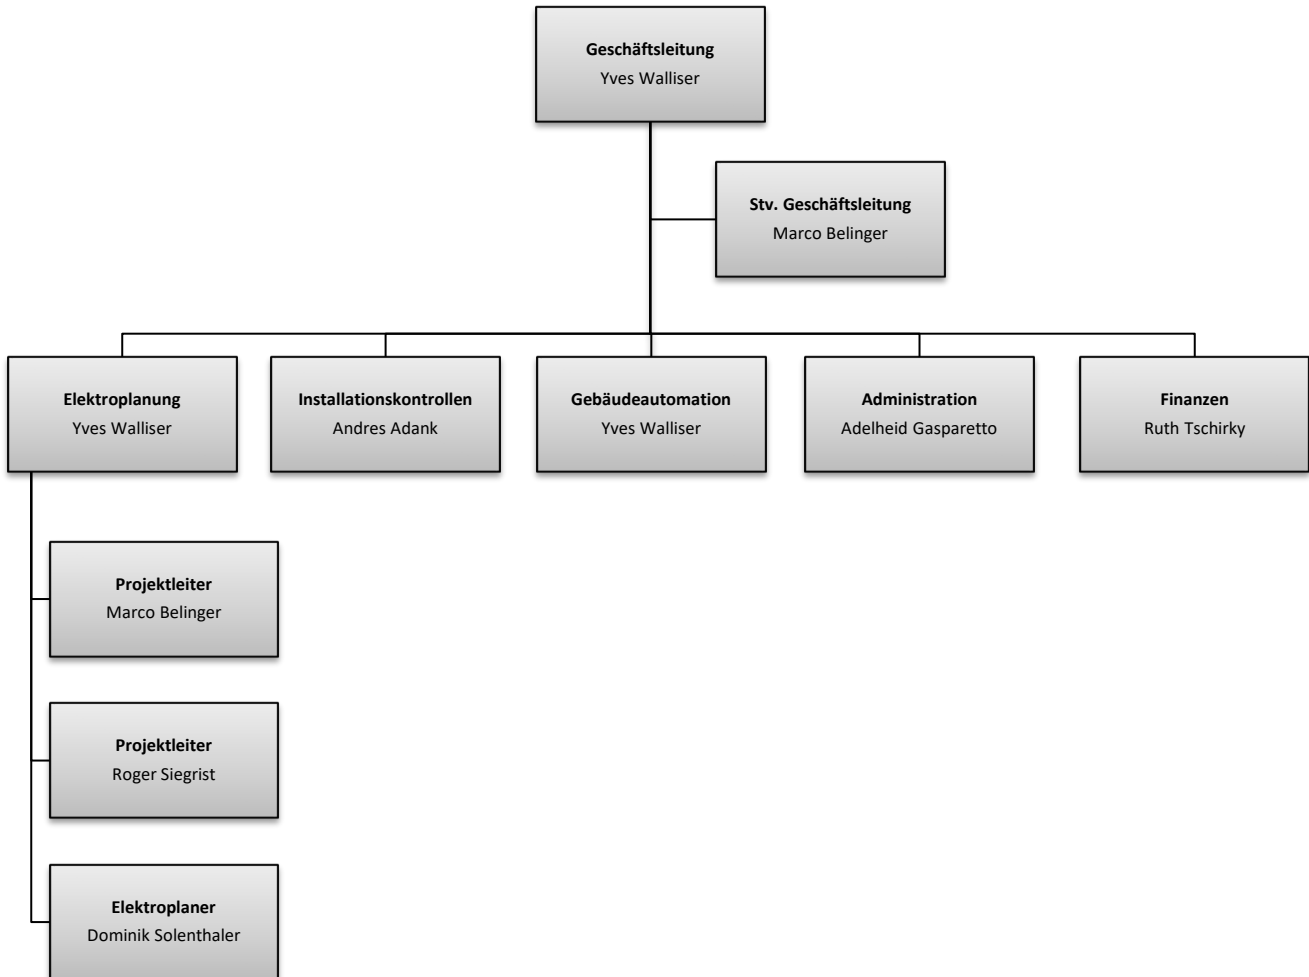 Geschäftsleitung
Yves Walliser
Stv. Geschäftsleitung
Marco Belinger
Elektroplanung
Yves Walliser
Installationskontrollen
Andres Adank
Gebäudeautomation
Yves Walliser
Administration
Adelheid Gasparetto
Finanzen
Ruth Tschirky
Projektleiter
Marco Belinger
Projektleiter
Roger Siegrist
Elektroplaner
Dominik Solenthaler